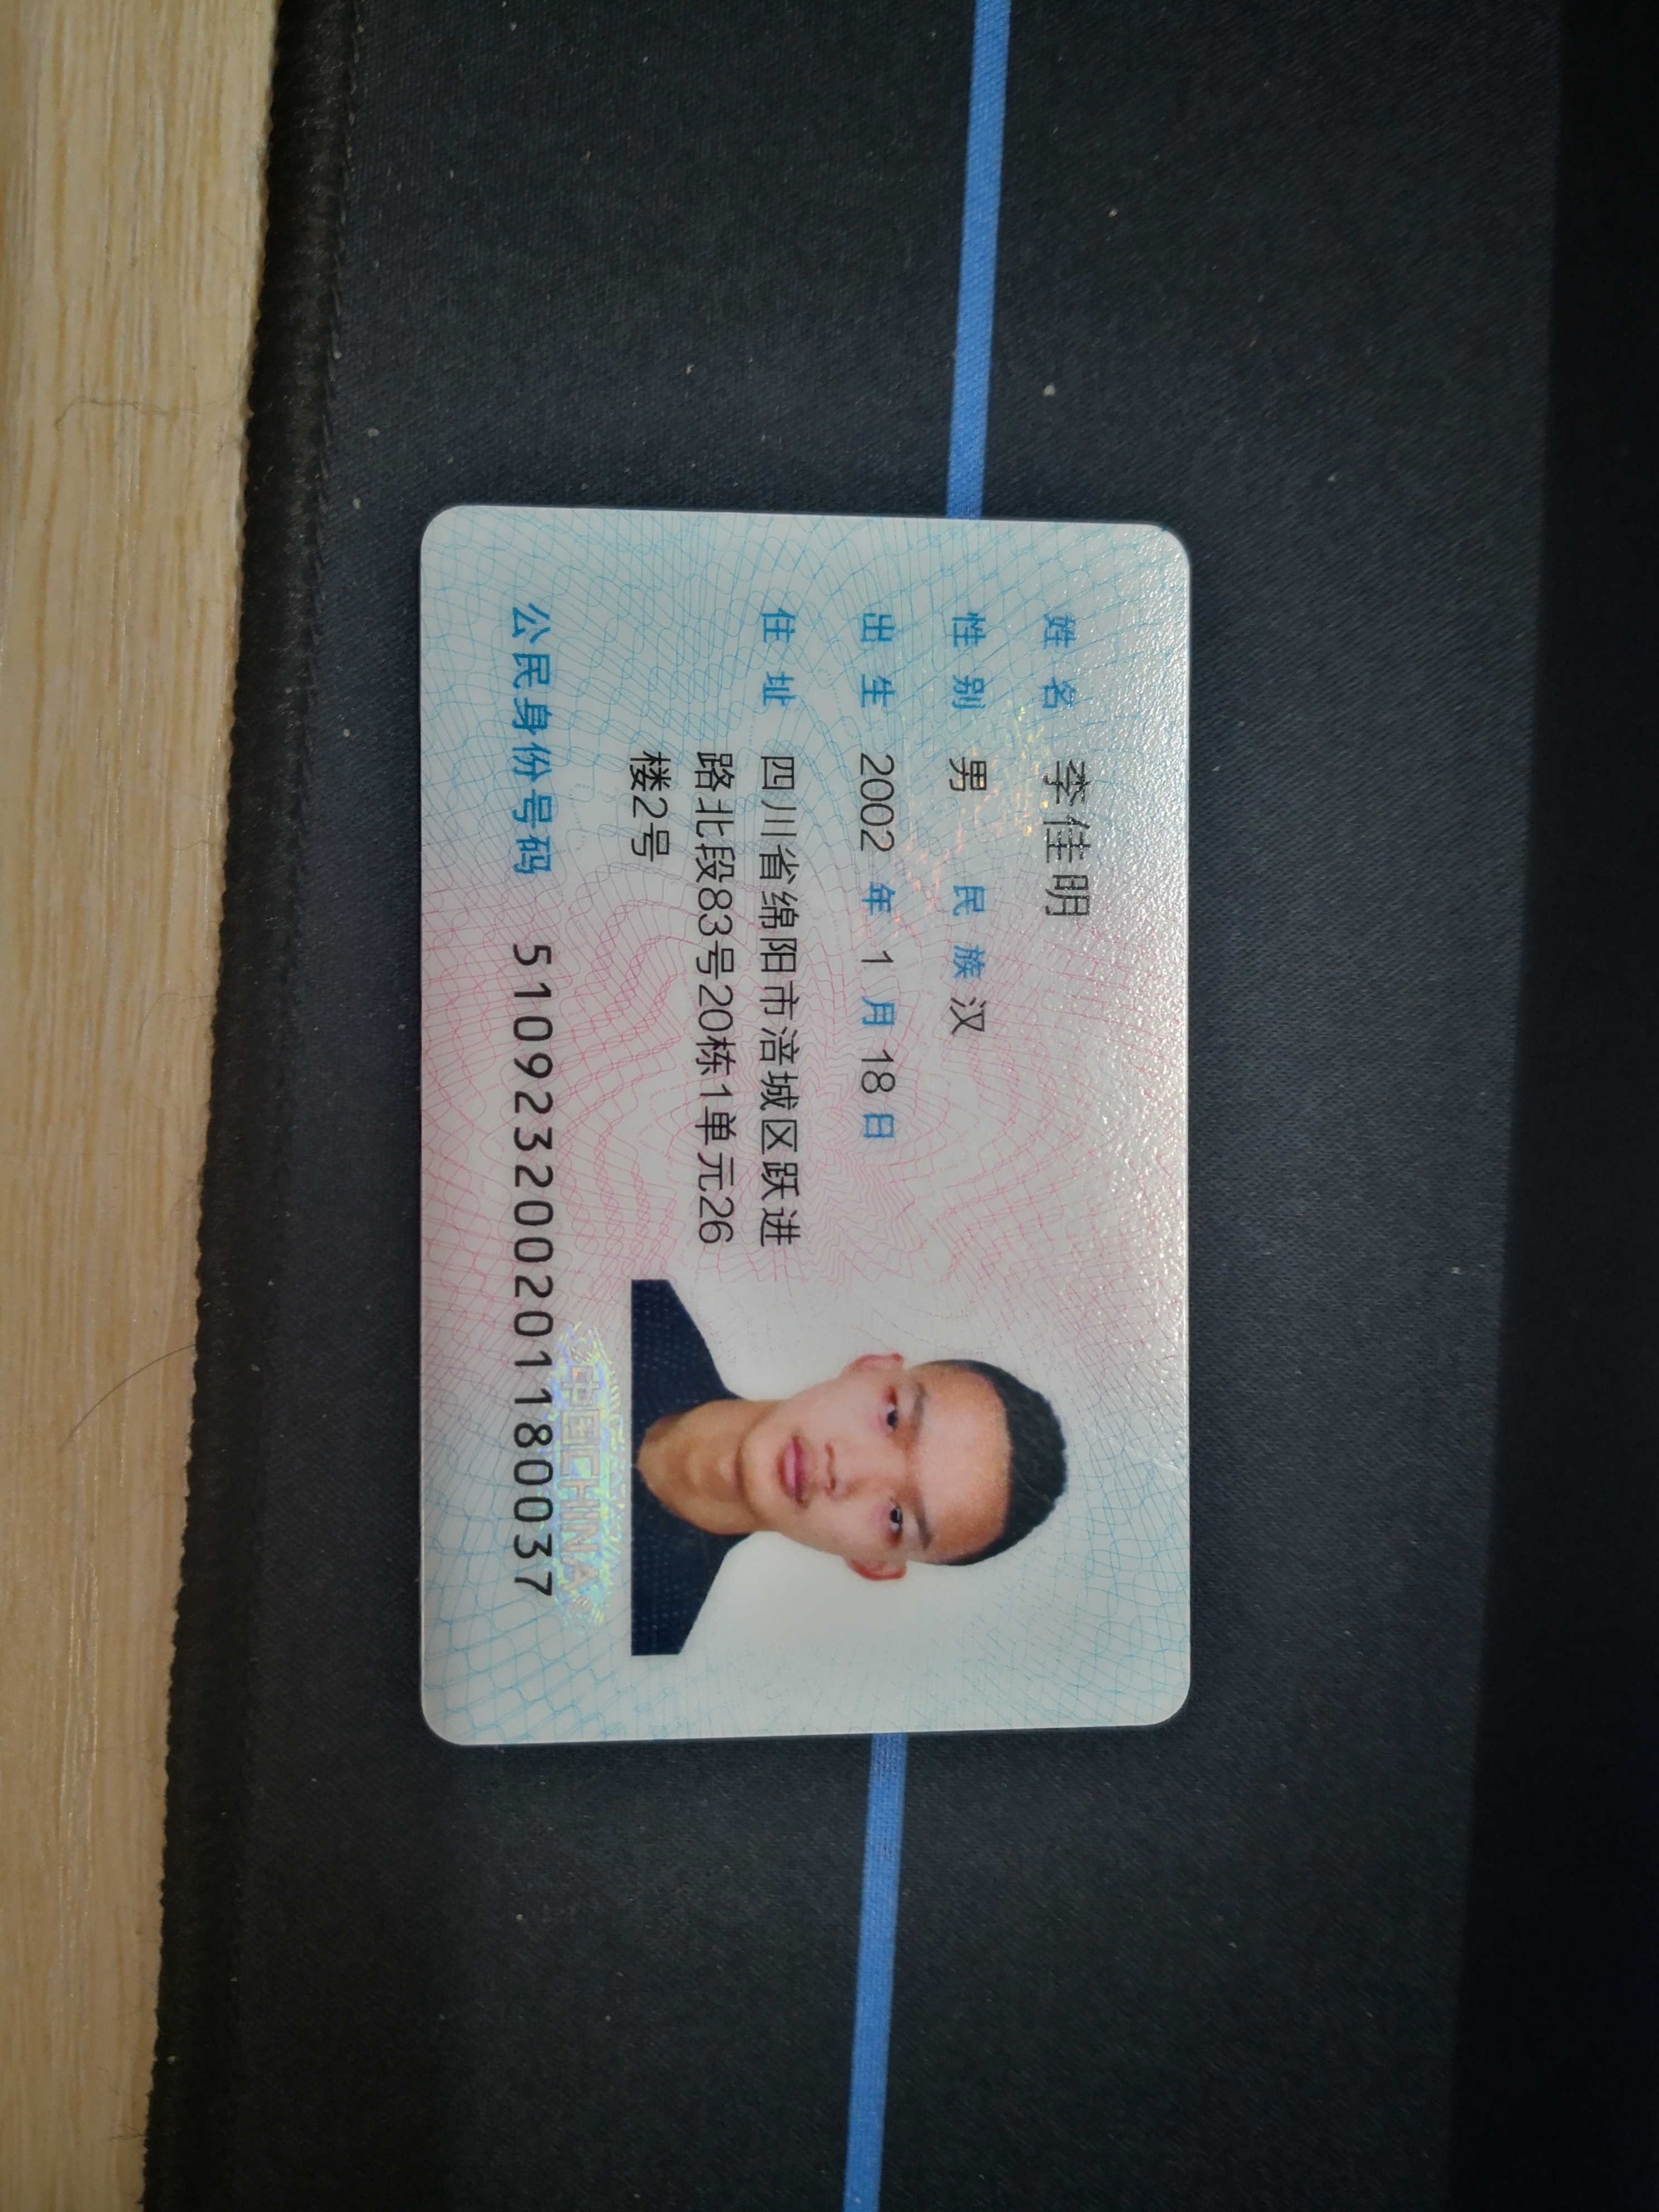 姓名 李佳明
性别 男 民族 汉
出生 2002 年 1 月 18 日
住址 四川省绵阳市涪城区跃进
路北段83号20栋1单元26
楼2号
中国CHINA
公民身份号码 510923200201180037